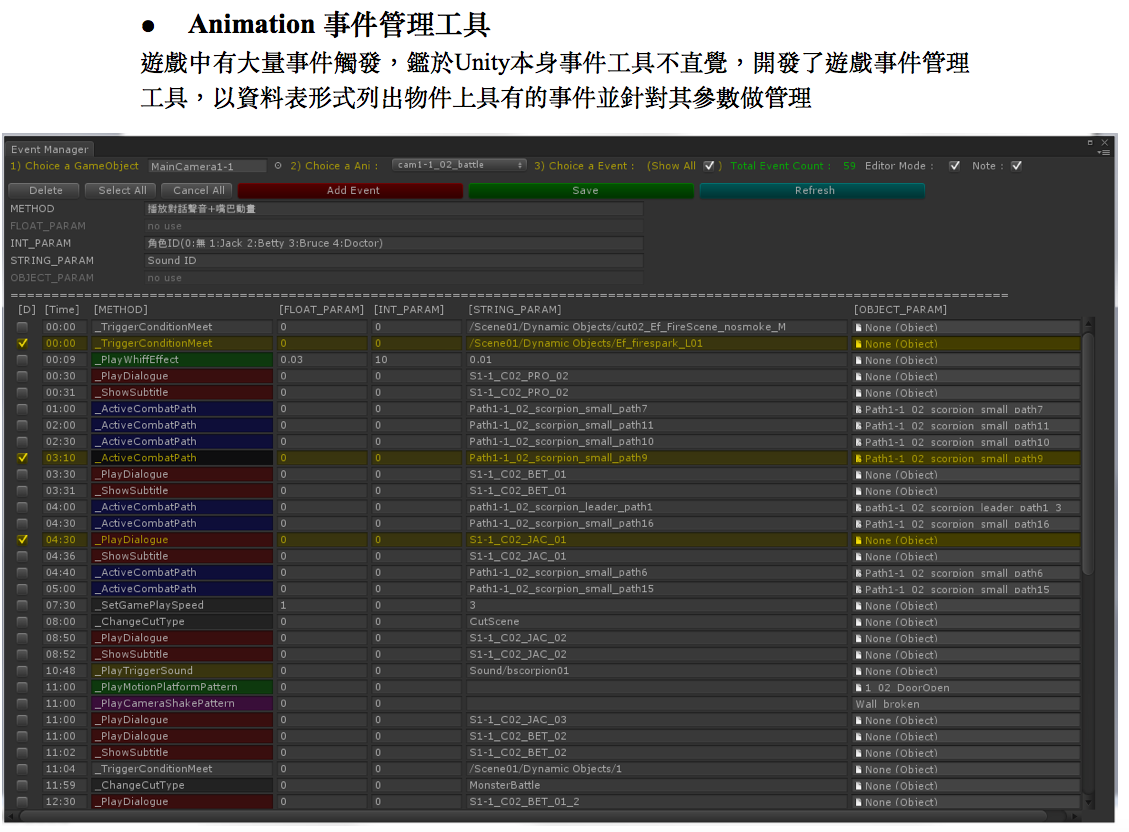 ● Animation 事件管理工具
遊戲中有大量事件觸發，鑑於Unity本身事件工具不直覺，開發了遊戲事件管理
工具，以資料表形式列出物件上具有的事件並針對其參數做管理
Event Manager
1) Choice a GameObject MainCamera1-1 2) Choice a Ani : cam1-1_02_battle 3) Choice a Event : (Show All ) Total Event Count : 59 Editor Mode : Note :
Delete Select All Cancel All Add Event Save Refresh
METHOD 播放對話聲音+嘴巴動畫
FLOAT_PARAM no use
INT_PARAM 角色ID(0:無 1:Jack 2:Betty 3:Bruce 4:Doctor)
STRING_PARAM Sound ID
OBJECT_PARAM no use
[D] [Time] [METHOD] [FLOAT_PARAM] [INT_PARAM] [STRING_PARAM] [OBJECT_PARAM]
00:00 _TriggerConditionMeet 0 0 /Scene01/Dynamic Objects/cut02_Ef_FireScene_nosmoke_M None (Object)
00:00 _TriggerConditionMeet 0 0 /Scene01/Dynamic Objects/Ef_firespark_L01 None (Object)
00:09 _PlayWhiffEffect 0.03 10 0.01 None (Object)
00:30 _PlayDialogue 0 0 S1-1_C02_PRO_02 None (Object)
00:31 _ShowSubtitle 0 0 S1-1_C02_PRO_02 None (Object)
01:00 _ActiveCombatPath 0 0 Path1-1_02_scorpion_small_path7 Path1-1_02_scorpion_small_path7
02:00 _ActiveCombatPath 0 0 Path1-1_02_scorpion_small_path11 Path1-1_02_scorpion_small_path11
02:30 _ActiveCombatPath 0 0 Path1-1_02_scorpion_small_path10 Path1-1_02_scorpion_small_path10
03:10 _ActiveCombatPath 0 0 Path1-1_02_scorpion_small_path9 Path1-1_02_scorpion_small_path9
03:30 _PlayDialogue 0 0 S1-1_C02_BET_01 None (Object)
03:31 _ShowSubtitle 0 0 S1-1_C02_BET_01 None (Object)
04:00 _ActiveCombatPath 0 0 path1-1_02_scorpion_leader_path1 path1-1_02_scorpion_leader_path1_3
04:30 _ActiveCombatPath 0 0 Path1-1_02_scorpion_small_path16 Path1-1_02_scorpion_small_path16
04:30 _PlayDialogue 0 0 S1-1_C02_JAC_01 None (Object)
04:36 _ShowSubtitle 0 0 S1-1_C02_JAC_01 None (Object)
04:40 _ActiveCombatPath 0 0 Path1-1_02_scorpion_small_path6 Path1-1_02_scorpion_small_path6
05:00 _ActiveCombatPath 0 0 Path1-1_02_scorpion_small_path15 Path1-1_02_scorpion_small_path15
07:30 _SetGamePlaySpeed 1 0 3 None (Object)
08:00 _ChangeCutType 0 0 CutScene None (Object)
08:50 _PlayDialogue 0 0 S1-1_C02_JAC_02 None (Object)
08:52 _ShowSubtitle 0 0 S1-1_C02_JAC_02 None (Object)
10:48 _PlayTriggerSound 0 0 Sound/bscorpion01 None (Object)
11:00 _PlayMotionPlatformPattern 0 0 1_02_DoorOpen
11:00 _PlayCameraShakePattern 0 0 Wall_broken
11:00 _PlayDialogue 0 0 S1-1_C02_JAC_03 None (Object)
11:00 _PlayDialogue 0 0 S1-1_C02_BET_02 None (Object)
11:02 _ShowSubtitle 0 0 S1-1_C02_BET_02 None (Object)
11:04 _TriggerConditionMeet 0 0 /Scene01/Dynamic Objects/1 None (Object)
11:59 _ChangeCutType 0 0 MonsterBattle None (Object)
12:30 _PlayDialogue 0 0 S1-1_C02_BET_01_2 None (Object)